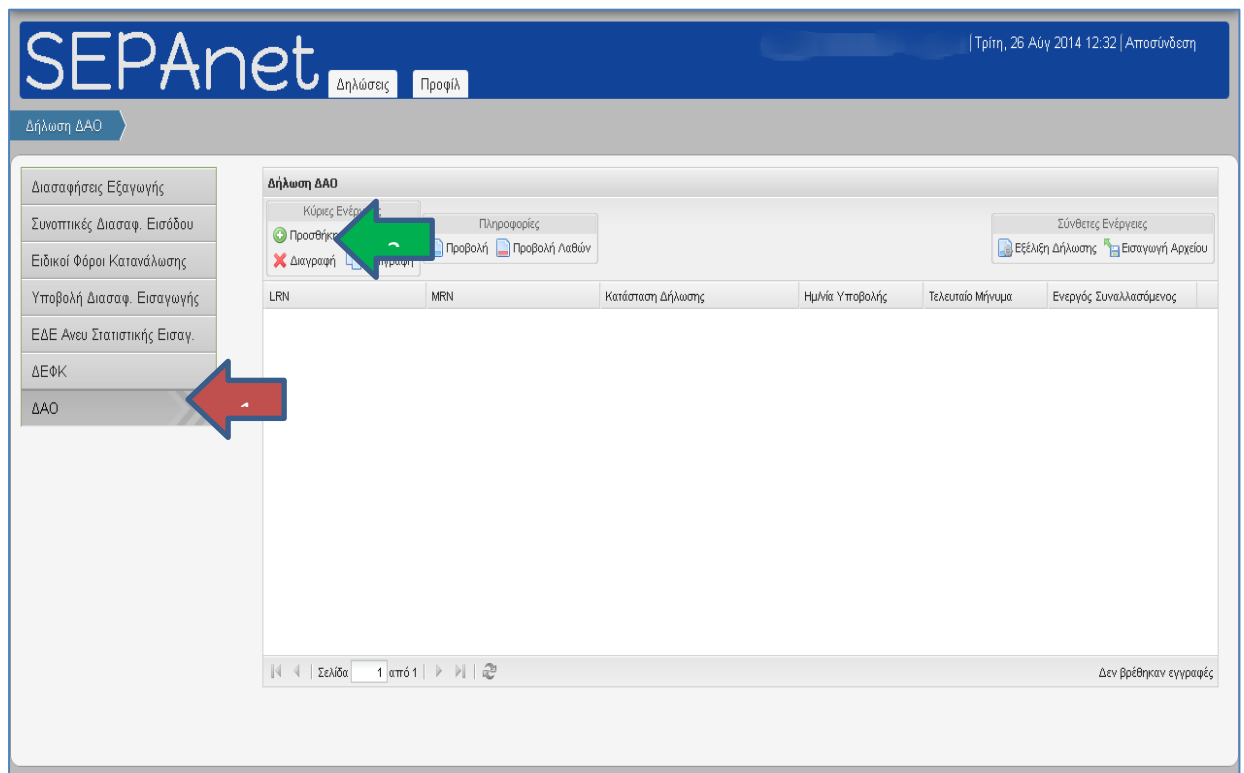 SEPAnet
Δηλώσεις Προφίλ
|Τρίτη, 26 Αύγ 2014 12:32|Αποσύνδεση
Δήλωση ΔΑΟ
Διασαφήσεις Εξαγωγής
Συνοπτικές Διασαφ. Εισόδου
Ειδικοί Φόροι Κατανάλωσης
Υποβολή Διασαφ. Εισαγωγής
ΕΔΕ Ανευ Στατιστικής Εισαγ.
ΔΕΦΚ
ΔΑΟ
Δήλωση ΔΑΟ
Κύριες
Προσθήκη
Διαγραφή
Πληροφορίες
Προβολή Προβολή Λαθών
Σύνθετες Ενέργειες
Εξέλιξη Δήλωσης Εισαγωγή Αρχείου
LRN MRN Κατάσταση Δήλωσης Ημ/νία Υποβολής Τελευταίο Μήνυμα Ενεργός Συναλλασόμενος
Σελίδα 1 από 1
Δεν βρέθηκαν εγγραφές